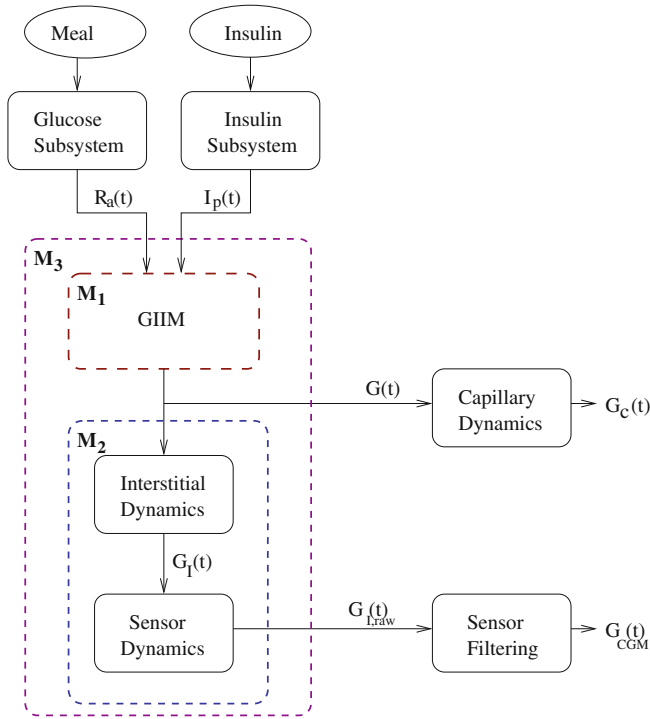 Meal
Insulin
Glucose
Subsystem
Insulin
Subsystem
Ra(t)
Ip(t)
M3
M1
GIIM
G(t)
Capillary
Dynamics
Gc(t)
M2
Interstitial
Dynamics
GI(t)
Sensor
Dynamics
GI,raw(t)
Sensor
Filtering
GCGM(t)